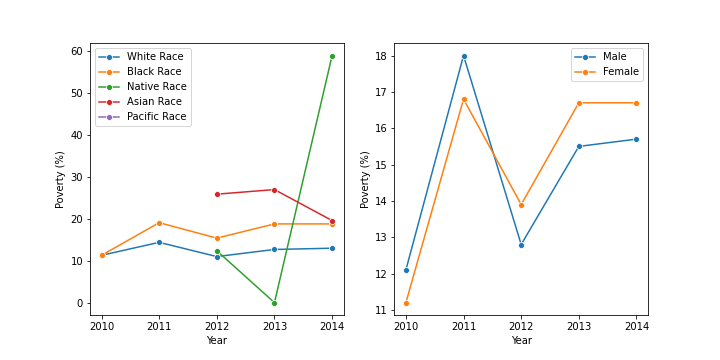 White Race
Black Race
Native Race
Asian Race
Pacific Race
60
50
40
30
20
10
0
Poverty (%)
2010 2011 2012 2013 2014
Year
Male
Female
18
17
16
15
14
13
12
11
Poverty (%)
2010 2011 2012 2013 2014
Year